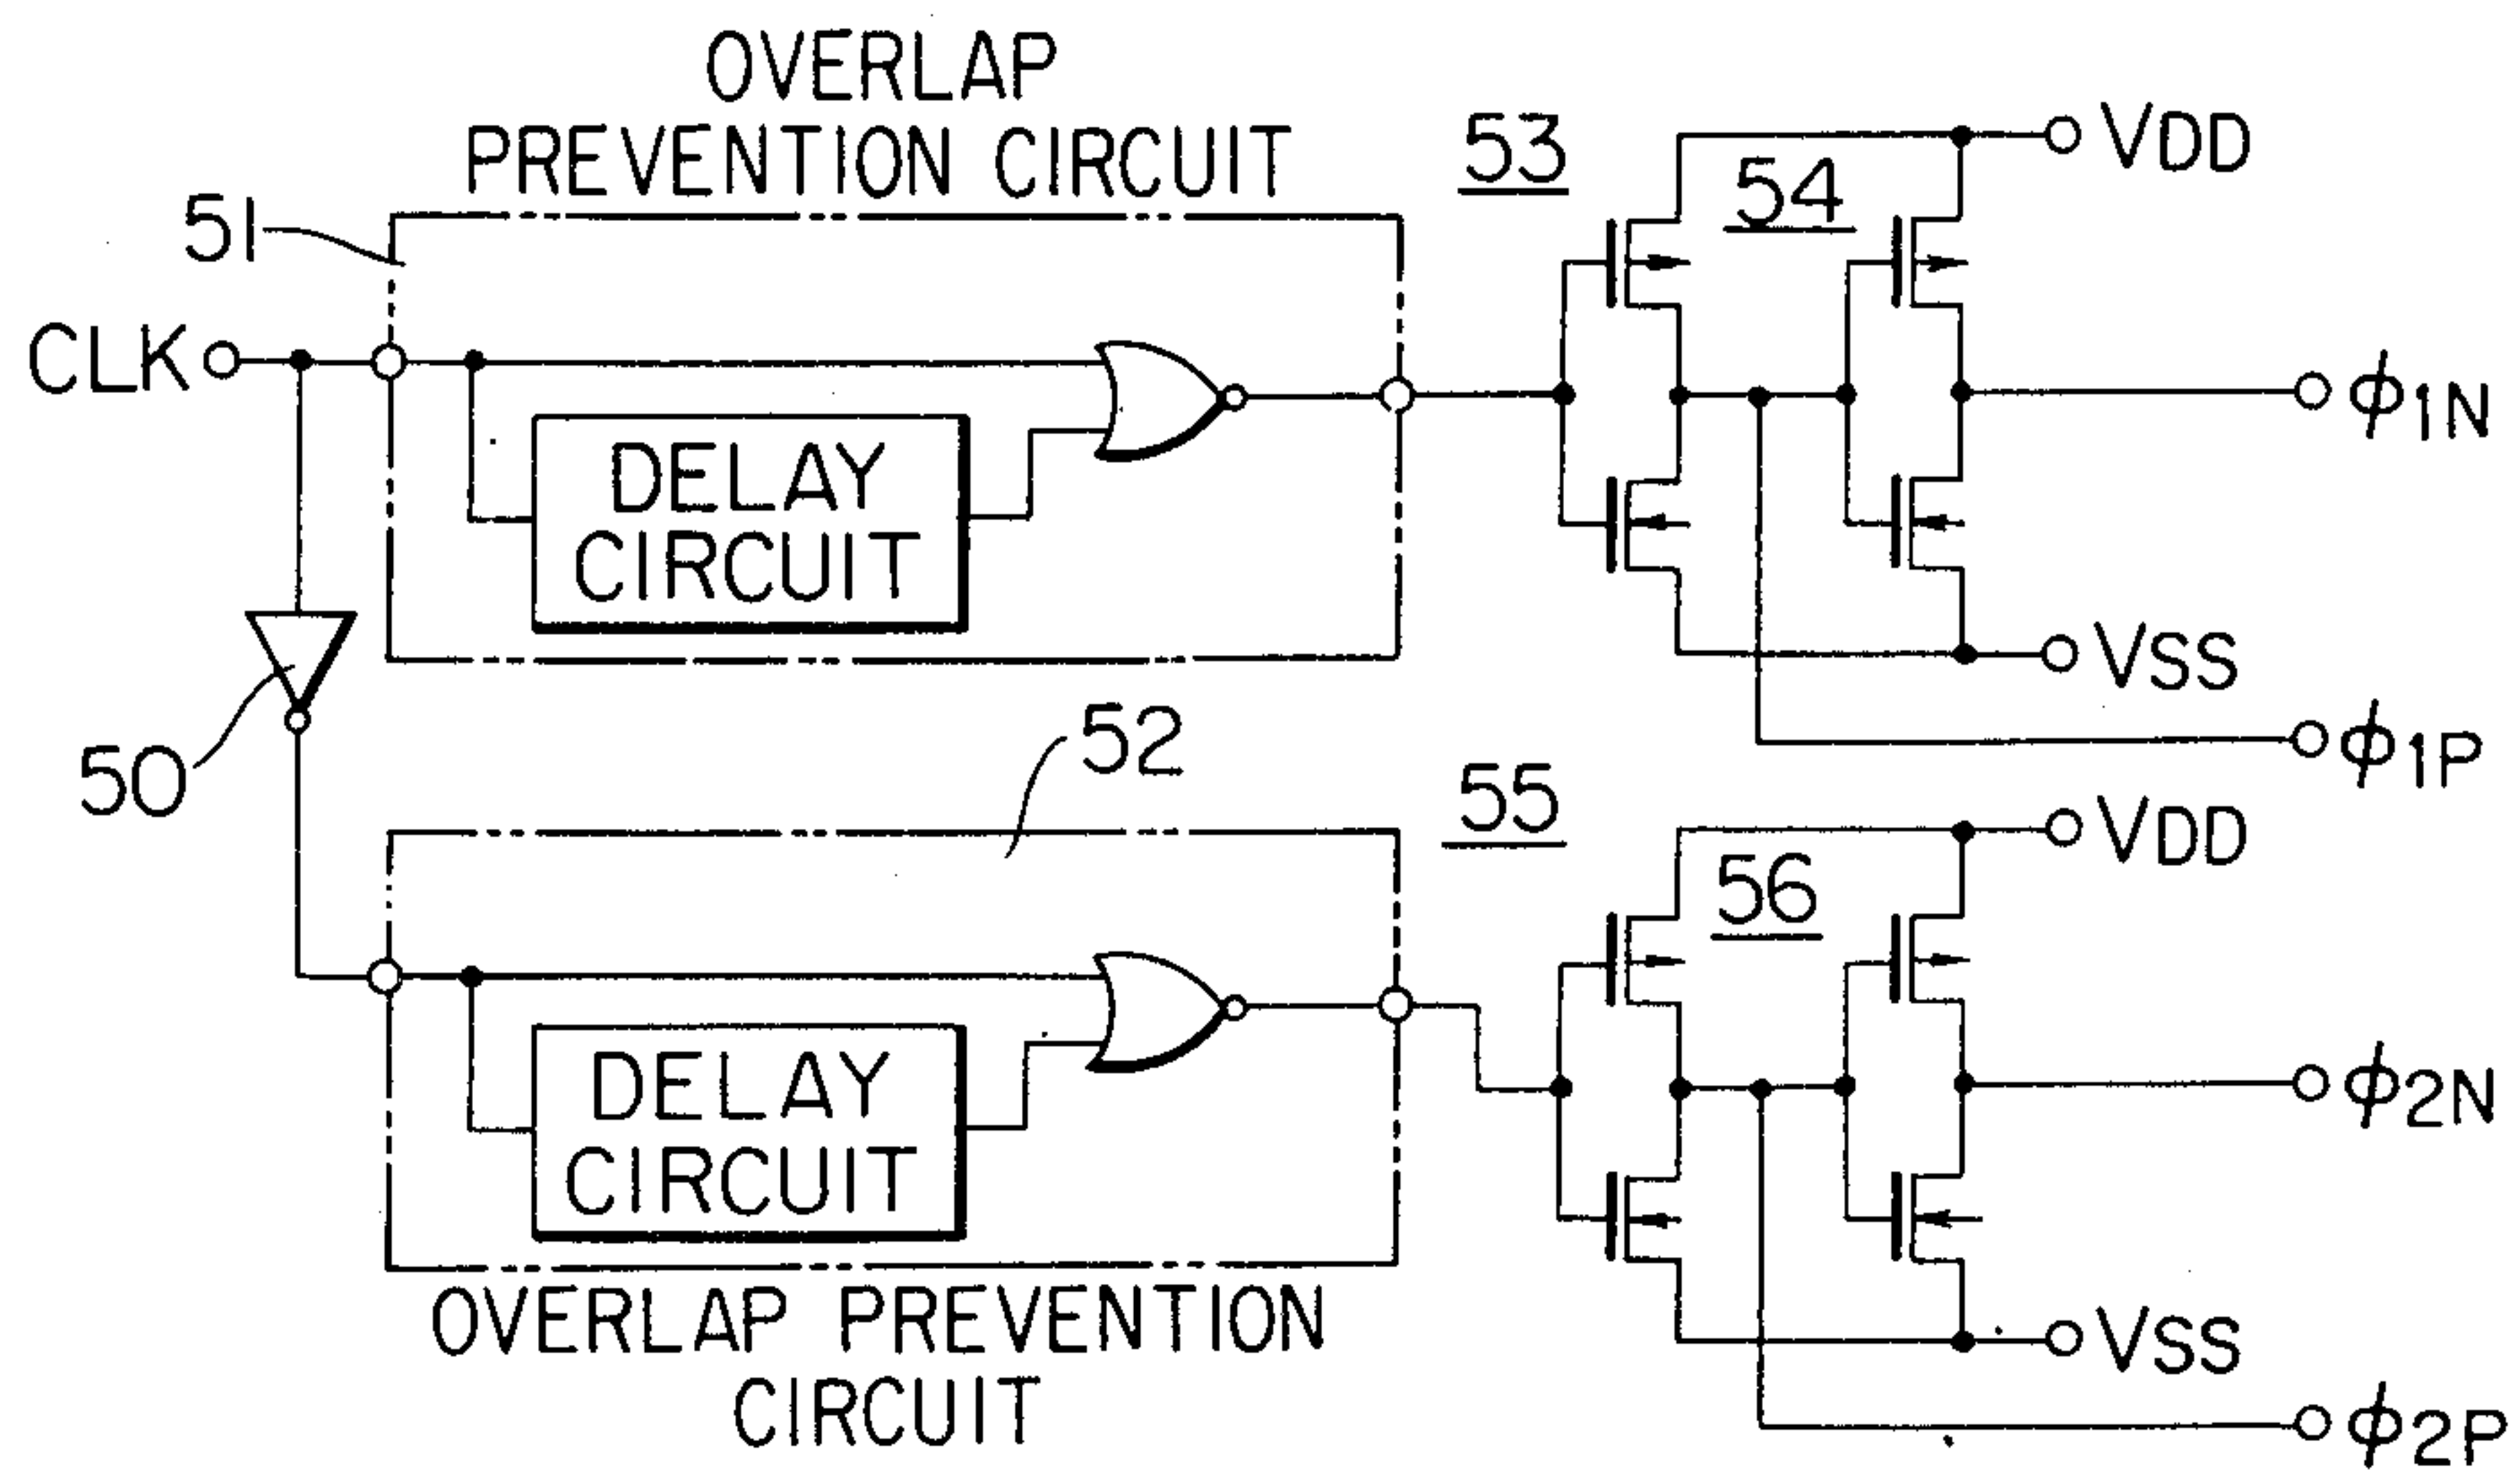 OVERLAP
PREVENTION CIRCUIT
53
VDD
54
51
CLK
ϕ1N
DELAY
CIRCUIT
VSS
52
50
ϕ1P
55
VDD
56
DELAY
CIRCUIT
ϕ2N
OVERLAP PREVENTION
CIRCUIT
VSS
ϕ2P